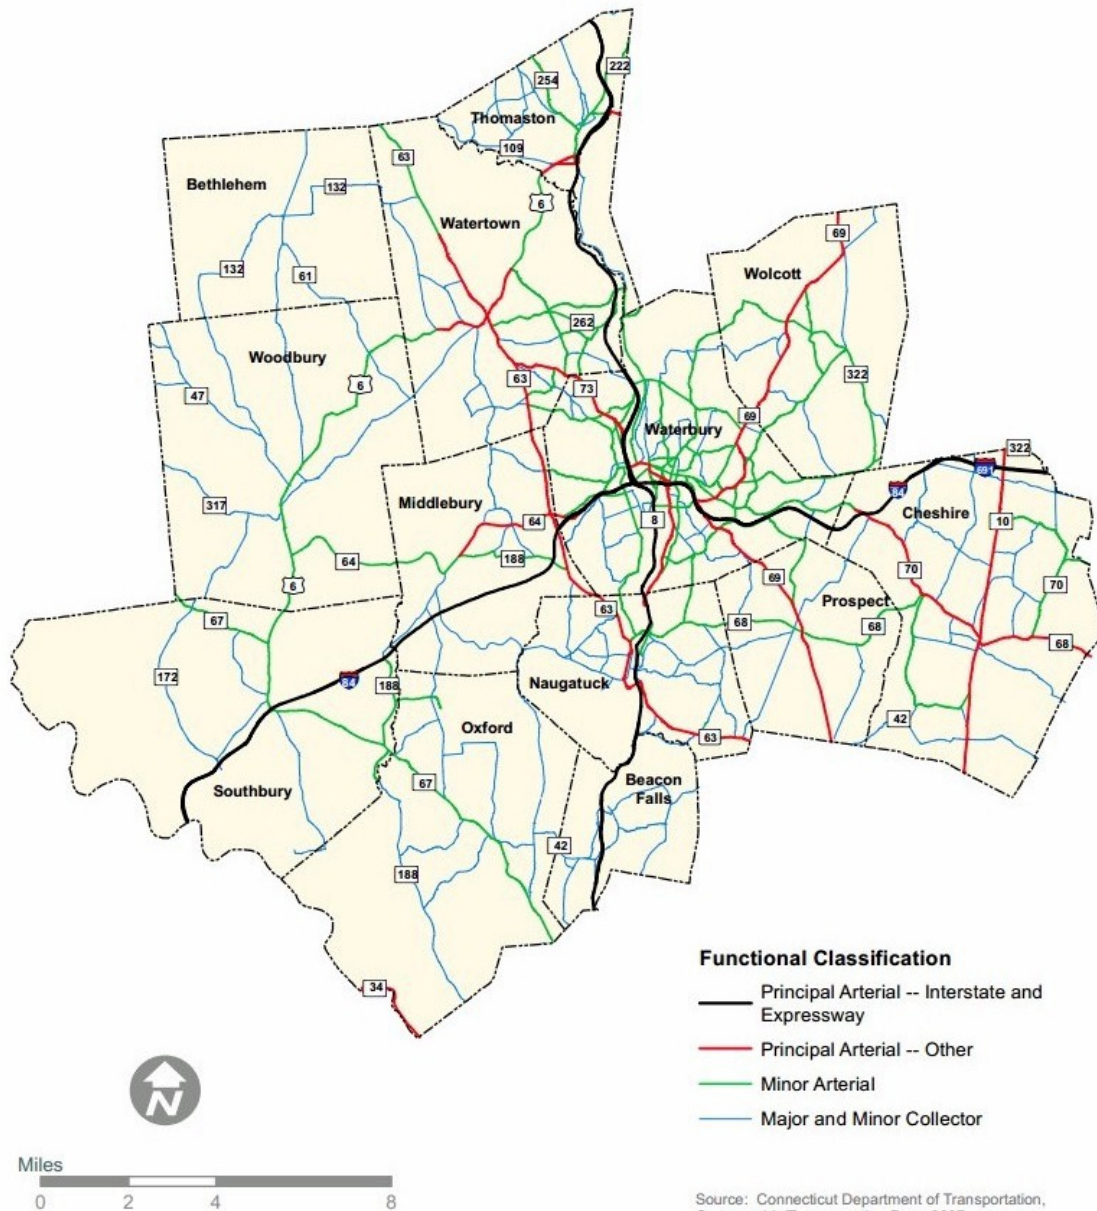 222
254
Thomaston
109
63
6
Bethlehem
132
Watertown
69
132
61
Wolcott
262
Woodbury
6
63
73
322
47
69
Waterbury
322
691
84
Middlebury
317
Cheshire
64
8
10
188
64
70
69
6
70
Prospect
63
67
68
68
68
172
84
188
Naugatuck
42
Oxford
63
67
Beacon
Falls
Southbury
42
188
34
Functional Classification
Principal Arterial -- Interstate and
Expressway
Principal Arterial -- Other
Minor Arterial
Major and Minor Collector
N
Miles
0 2 4 8
Source: Connecticut Department of Transportation,